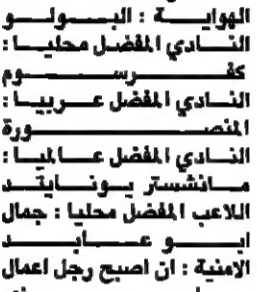 الهواية : البولو
النادي المفضل محليا :
كفرسوم
النادي المفضل عربيا :
المنصورة
النادي المفضل عالميا :
مانشستر يونايتد
اللاعب المفضل محليا : جمال
ابو عابد
الامنية : ان اصبح رجل اعمال